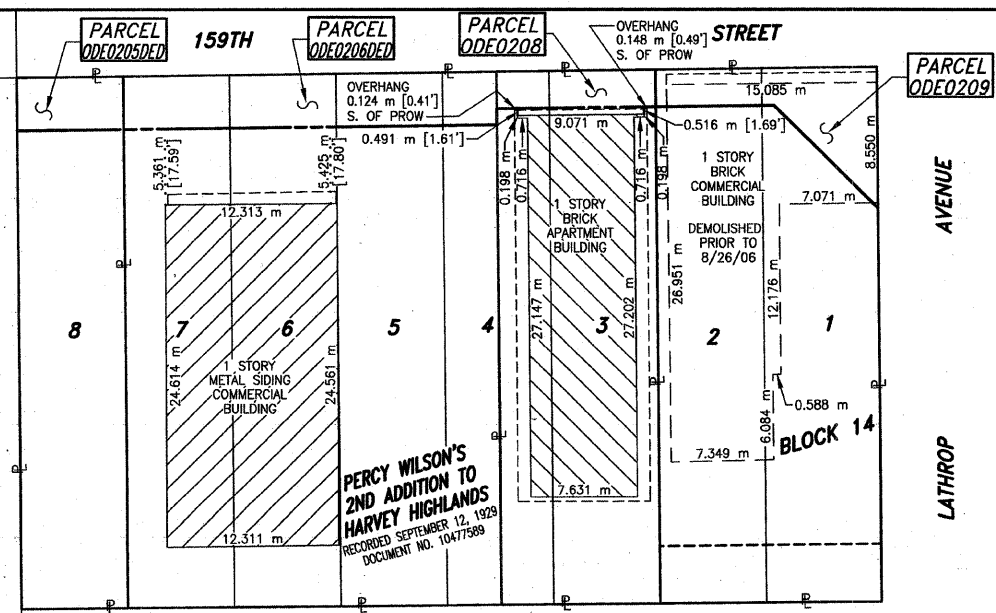 PARCEL
ODE0205DED
159TH
PARCEL
ODE0206DED
PARCEL
ODE0208
OVERHANG
0.148 m [0.49']
S. OF PROW
STREET
PARCEL
ODE0209
OVERHANG
0.124 m [0.41']
S. OF PROW
0.491 m [1.61']
9.071 m
0.516 m [1.69']
15.085 m
8.550 m
5.361 m
[17.59']
5.425 m
[17.80']
0.198 m
0.716 m
0.716 m
0.198 m
12.313 m
1 STORY
BRICK
APARTMENT
BUILDING
1 STORY
BRICK
COMMERCIAL
BUILDING
DEMOLISHED
PRIOR TO
8/26/06
7.071 m
AVENUE
26.951 m
12.176 m
27.147 m
27.202 m
8
7
6
5
4
3
2
1
24.614 m
1 STORY
METAL SIDING
COMMERCIAL
BUILDING
24.561 m
0.588 m
6.084 m
7.349 m
BLOCK 14
LATHROP
PERCY WILSON'S
2ND ADDITION TO
HARVEY HIGHLANDS
RECORDED SEPTEMBER 12, 1929
DOCUMENT NO. 10477589
7.631 m
12.311 m